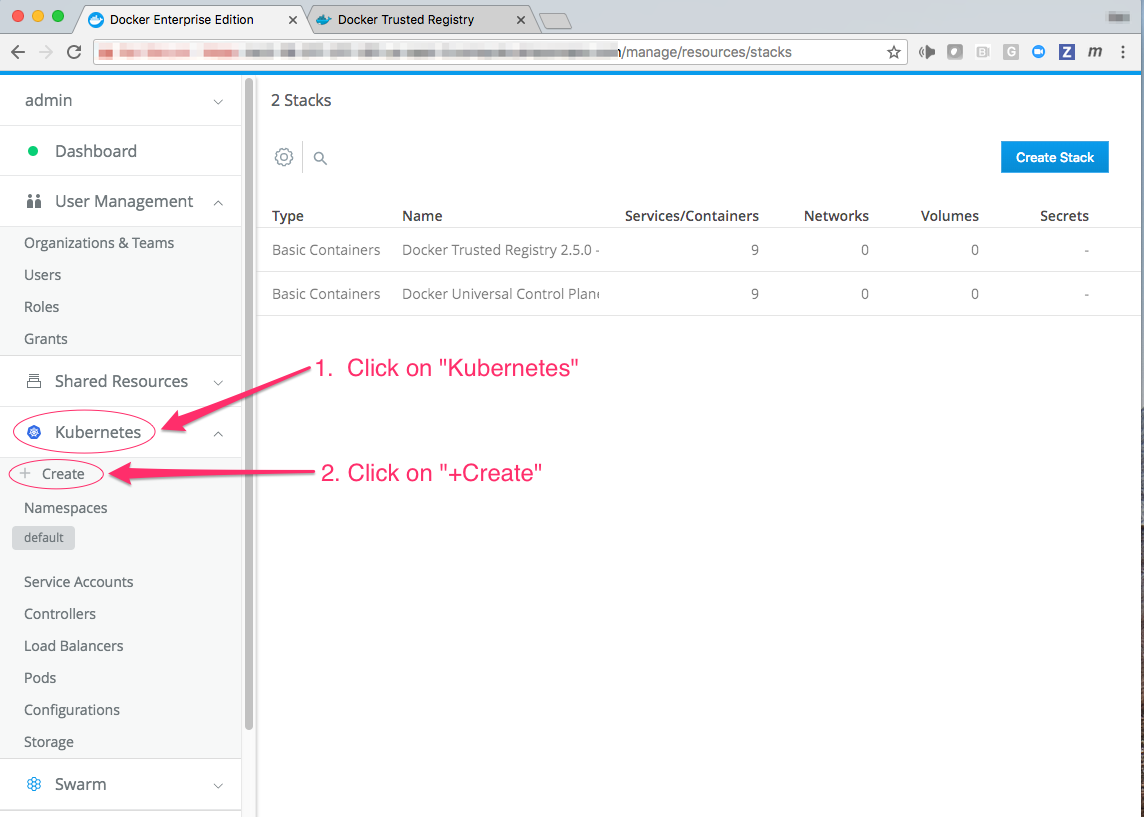 Docker Enterprise Edition
Docker Trusted Registry
/manage/resources/stacks
B
G
Z
m
admin
2 Stacks
Dashboard
Create Stack
User Management
Type Name Services/Containers Networks Volumes Secrets
Organizations & Teams
Basic Containers Docker Trusted Registry 2.5.0 - 9 0 0 -
Users
Basic Containers Docker Universal Control Plan 9 0 0 -
Roles
Grants
1. Click on "Kubernetes"
Shared Resources
Kubernetes
+ Create
2. Click on "+Create"
Namespaces
default
Service Accounts
Controllers
Load Balancers
Pods
Configurations
Storage
Swarm